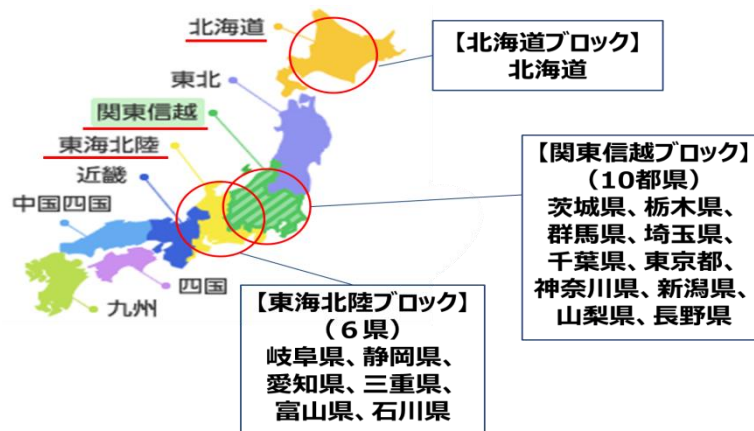 北海道
東北
関東信越
東海北陸
近畿
中国四国
四国
九州
【北海道ブロック】
北海道
【関東信越ブロック】
(10都県)
茨城県、栃木県、
群馬県、埼玉県、
千葉県、東京都、
神奈川県、新潟県、
山梨県、長野県
【東海北陸ブロック】
(6県)
岐阜県、静岡県、
愛知県、三重県、
富山県、石川県